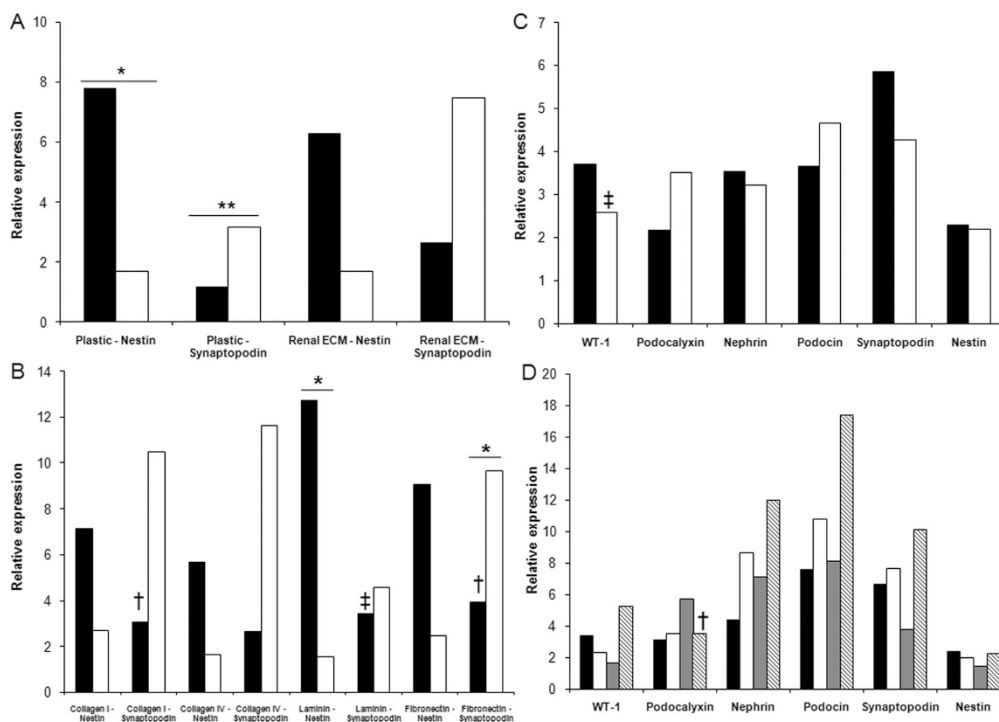 A
Relative expression
10
8
6
4
2
0
*
**
Plastic - Nestin
Plastic -
Synaptopodin
Renal ECM - Nestin
Renal ECM -
Synaptopodin
C
Relative expression
7
6
5
4
3
2
1
0
‡
WT-1
Podocalyxin
Nephrin
Podocin
Synaptopodin
Nestin
B
Relative expression
14
12
10
8
6
4
2
0
†
*
‡
†
*
Collagen I -
Nestin
Collagen I -
Synaptopodin
Collagen IV -
Nestin
Collagen IV -
Synaptopodin
Laminin -
Nestin
Laminin -
Synaptopodin
Fibronectin -
Nestin
Fibronectin -
Synaptopodin
D
Relative expression
20
18
16
14
12
10
8
6
4
2
0
†
WT-1
Podocalyxin
Nephrin
Podocin
Synaptopodin
Nestin